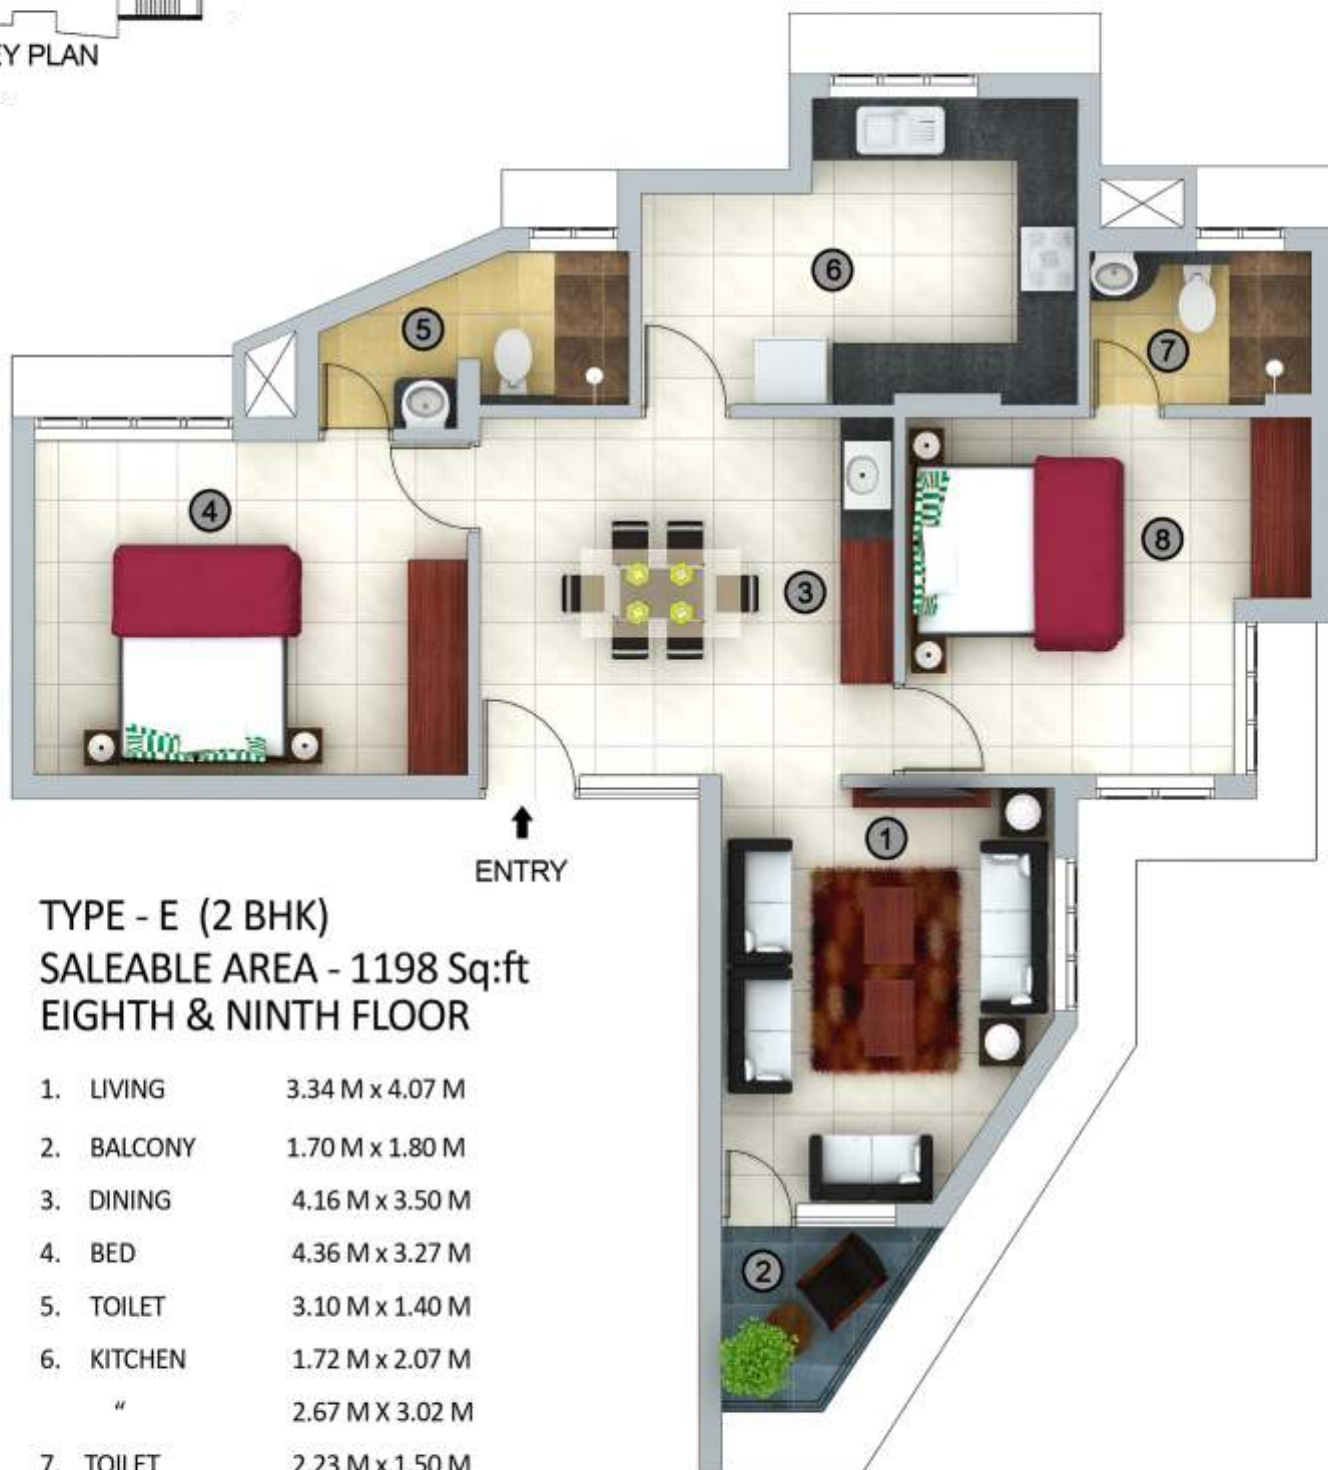 EY PLAN
6
5
7
4
8
3
1
ENTRY
2
TYPE - E (2 BHK)
SALEABLE AREA - 1198 Sq:ft
EIGHTH & NINTH FLOOR
1. LIVING 3.34 M x 4.07 M
2. BALCONY 1.70 M x 1.80 M
3. DINING 4.16 M x 3.50 M
4. BED 4.36 M x 3.27 M
5. TOILET 3.10 M x 1.40 M
6. KITCHEN 1.72 M x 2.07 M
“ 2.67 M X 3.02 M
7. TOILET 2.23 M x 1.50 M